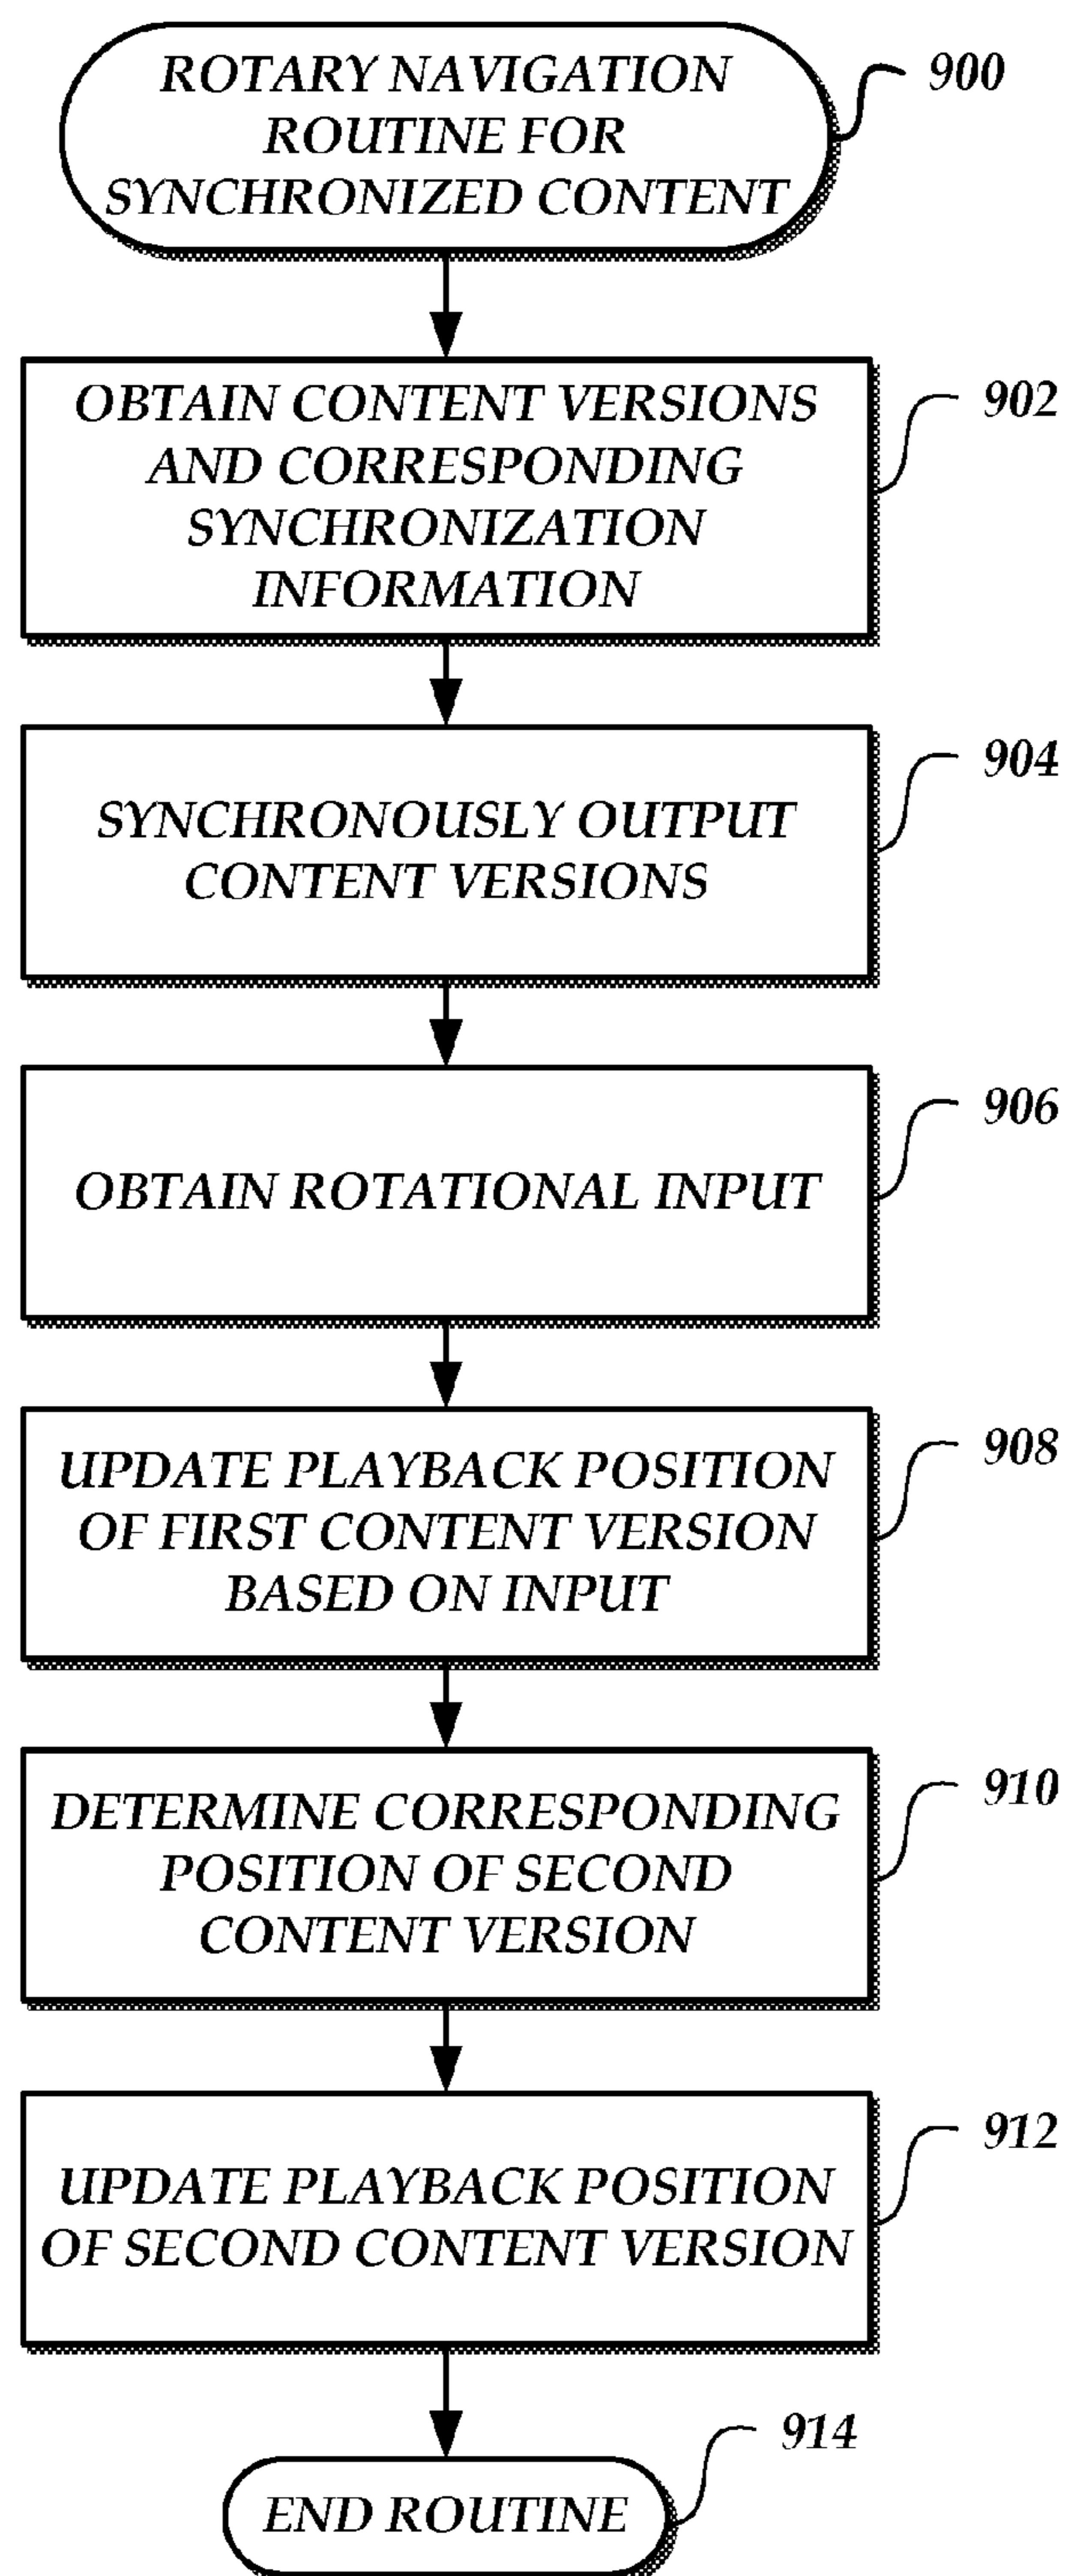 ROTARY NAVIGATION
ROUTINE FOR
SYNCHRONIZED CONTENT
900
OBTAIN CONTENT VERSIONS
AND CORRESPONDING
SYNCHRONIZATION
INFORMATION
902
SYNCHRONOUSLY OUTPUT
CONTENT VERSIONS
904
OBTAIN ROTATIONAL INPUT
906
UPDATE PLAYBACK POSITION
OF FIRST CONTENT VERSION
BASED ON INPUT
908
DETERMINE CORRESPONDING
POSITION OF SECOND
CONTENT VERSION
910
UPDATE PLAYBACK POSITION
OF SECOND CONTENT VERSION
912
END ROUTINE
914